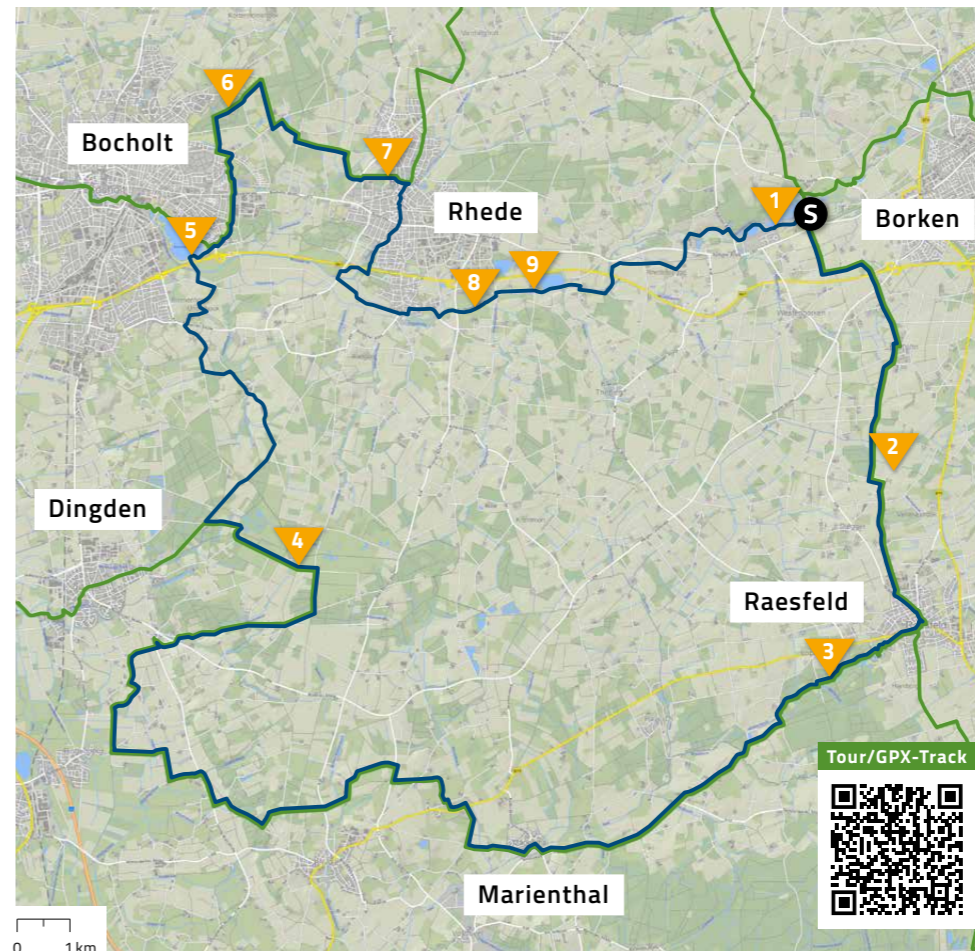 6
Bocholt
7
1
S
Rhede
Borken
5
9
8
2
Dingden
4
Raesfeld
3
Tour/GPX-Track
Marienthal
0 1 km